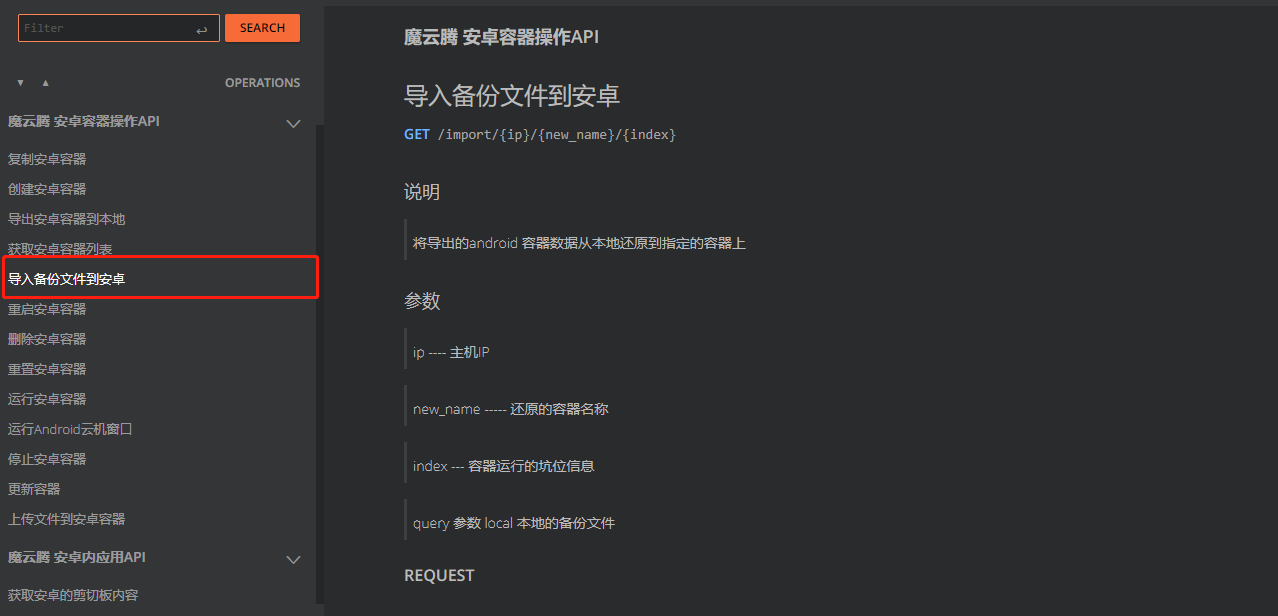 Filter
SEARCH
OPERATIONS
魔云腾 安卓容器操作API
复制安卓容器
创建安卓容器
导出安卓容器到本地
获取安卓容器列表
导入备份文件到安卓
重启安卓容器
删除安卓容器
重置安卓容器
运行安卓容器
运行Android云机窗口
停止安卓容器
更新容器
上传文件到安卓容器
魔云腾 安卓内应用API
获取安卓的剪切板内容
魔云腾 安卓容器操作API
导入备份文件到安卓
GET /import/{ip}/{new_name}/{index}
说明
将导出的android 容器数据从本地还原到指定的容器上
参数
ip ---- 主机IP
new_name ----- 还原的容器名称
index --- 容器运行的坑位信息
query 参数 local 本地的备份文件
REQUEST